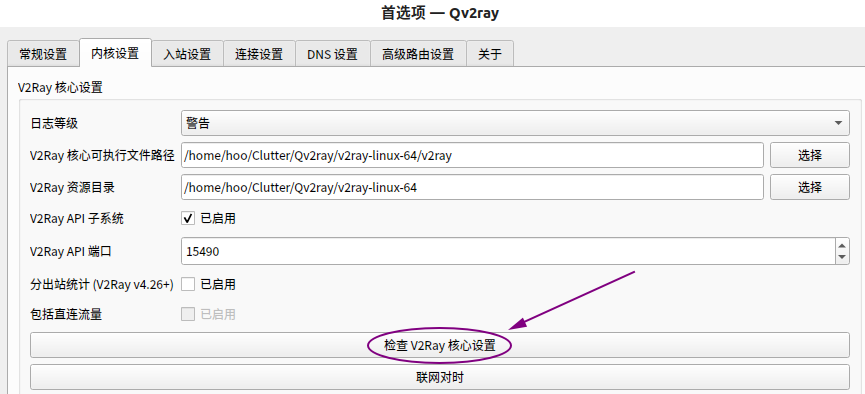 首选项 — Qv2ray
常规设置 内核设置 入站设置 连接设置 DNS 设置 高级路由设置 关于
V2Ray 核心设置
日志等级 警告
V2Ray 核心可执行文件路径 /home/hoo/Clutter/Qv2ray/v2ray-linux-64/v2ray 选择
V2Ray 资源目录 /home/hoo/Clutter/Qv2ray/v2ray-linux-64 选择
V2Ray API 子系统 已启用
V2Ray API 端口 15490
分出站统计 (V2Ray v4.26+) 已启用
包括直连流量 已启用
检查 V2Ray 核心设置
联网对时